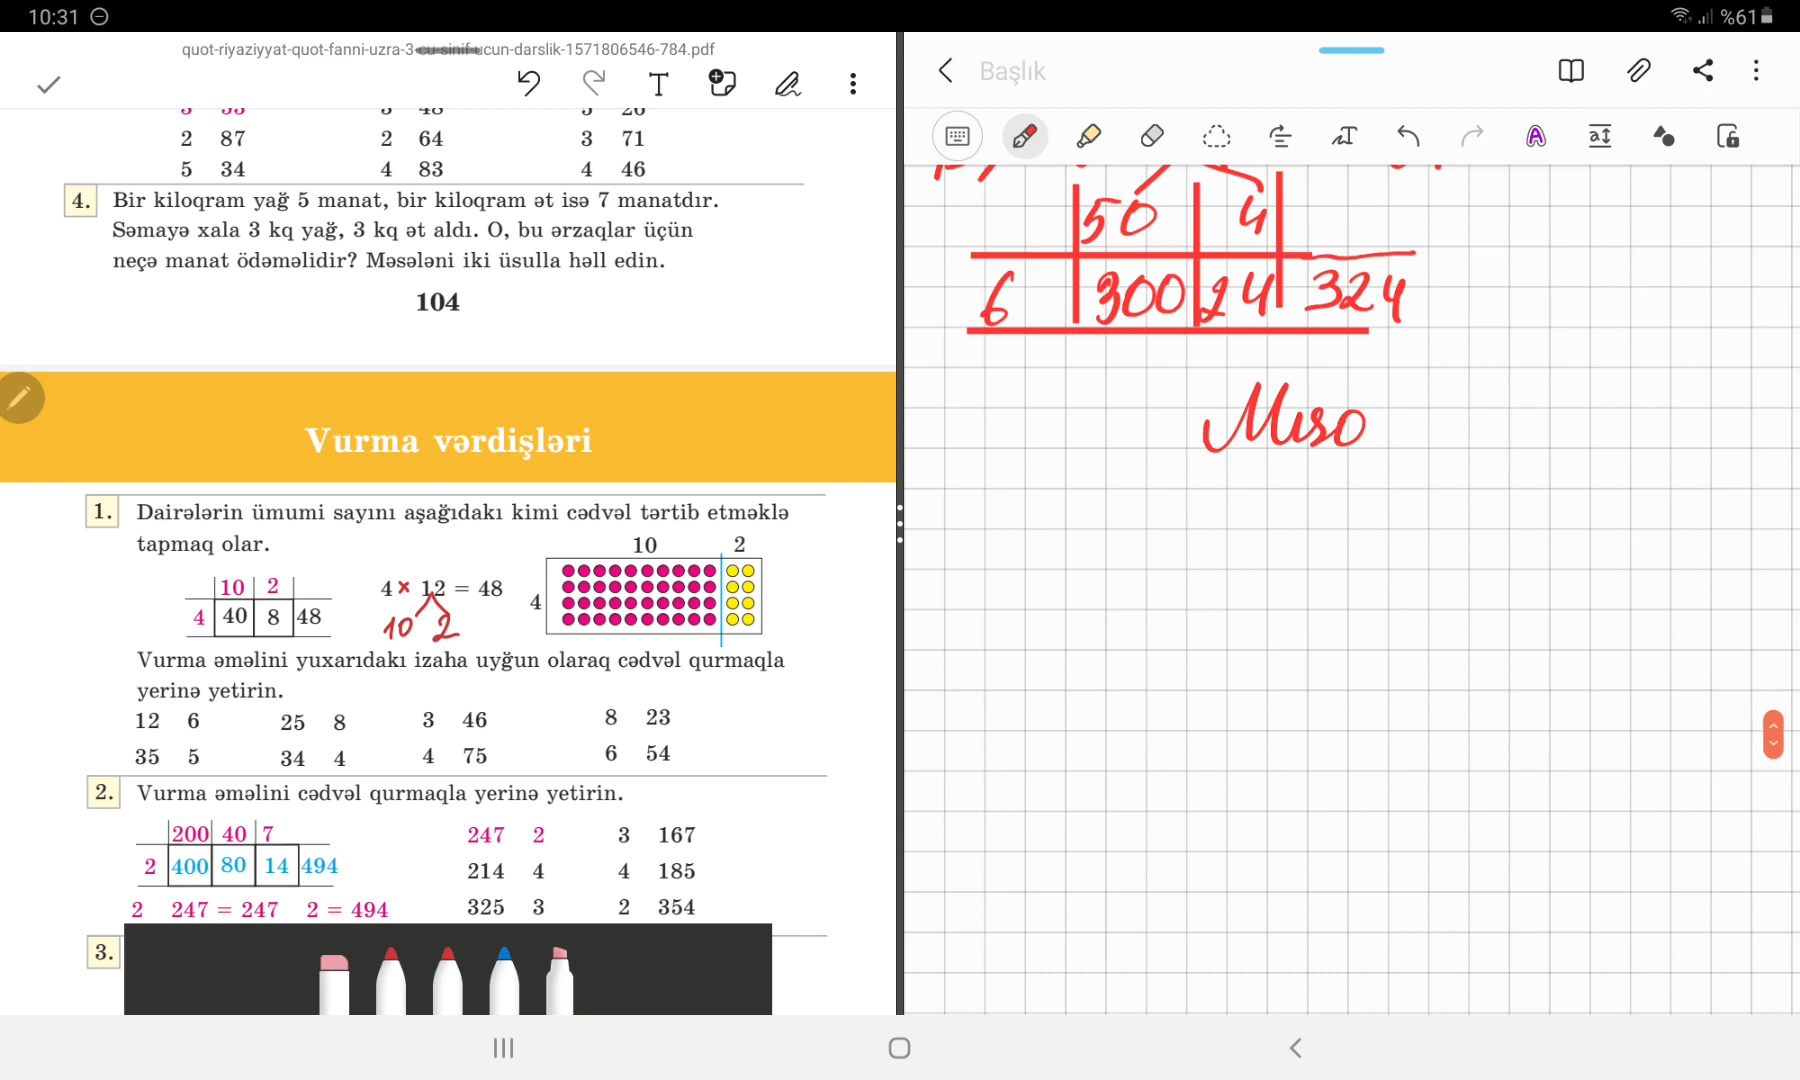 10:31 %61
quot-riyaziyyat-quot-fanni-uzra-3-cu-sinif-ucun-darslik-1571806546-784.pdf
Başlık
2 87 2 64 3 71
5 34 4 83 4 46
4. Bir kiloqram yağ 5 manat, bir kiloqram ət isə 7 manatdır.
Səmayə xala 3 kq yağ, 3 kq ət aldı. O, bu ərzaqlar üçün
neçə manat ödəməlidir? Məsələni iki üsulla həll edin.
104
Vurma vərdişləri
1. Dairələrin ümumi sayını aşağıdakı kimi cədvəl tərtib etməklə
tapmaq olar.
10 2
10 2
4 40 8 48
4 × 12 = 48
10 2
4
Vurma əməlini yuxarıdakı izaha uyğun olaraq cədvəl qurmaqla
yerinə yetirin.
12 6 25 8 3 46 8 23
35 5 34 4 4 75 6 54
2. Vurma əməlini cədvəl qurmaqla yerinə yetirin.
200 40 7
2 400 80 14 494
2 247 = 247 2 = 494
247 2 3 167
214 4 4 185
325 3 2 354
3.
50 4
6 300 24 324